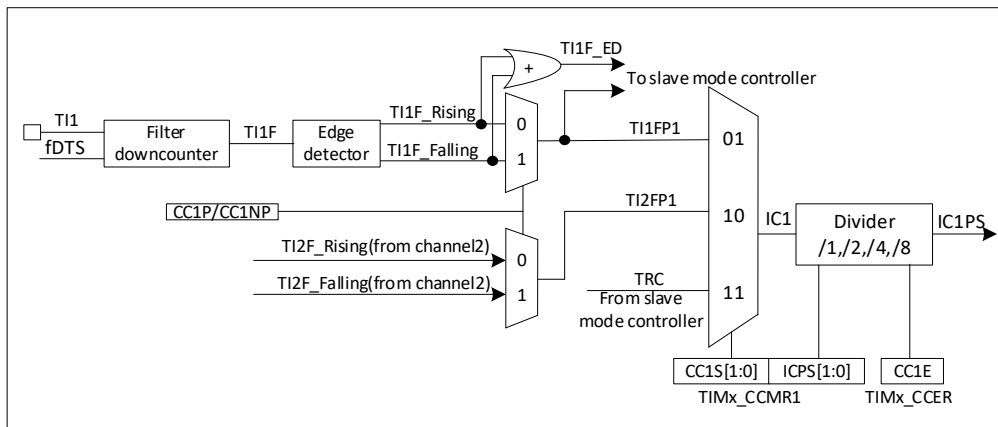 TI1F_ED
To slave mode controller
TI1F_Rising
TI1
fDTS
Filter
downcounter
TI1F
Edge
detector
TI1F_Falling
+
0
1
TI1FP1
01
CC1P/CC1NP
TI2FP1
10
IC1
Divider
/1,/2,/4,/8
IC1PS
TI2F_Rising(from channel2)
TI2F_Falling(from channel2)
0
1
TRC
From slave
mode controller
11
CC1S[1:0]
ICPS[1:0]
CC1E
TIMx_CCMR1
TIMx_CCER